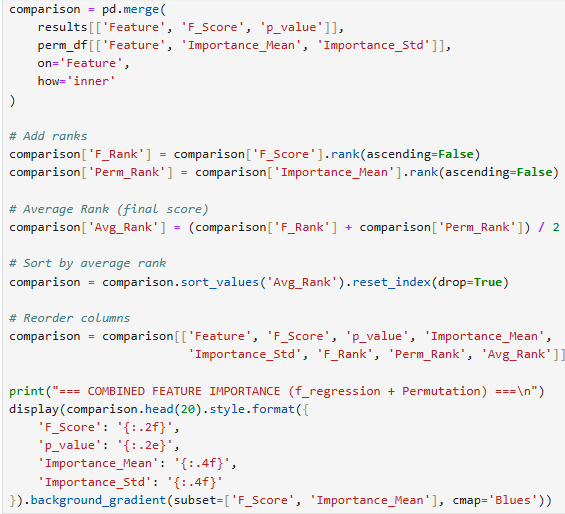 comparison = pd.merge(
    results[['Feature', 'F_Score', 'p_value']],
    perm_df[['Feature', 'Importance_Mean', 'Importance_Std']],
    on='Feature',
    how='inner'
)

# Add ranks
comparison['F_Rank'] = comparison['F_Score'].rank(ascending=False)
comparison['Perm_Rank'] = comparison['Importance_Mean'].rank(ascending=False)

# Average Rank (final score)
comparison['Avg_Rank'] = (comparison['F_Rank'] + comparison['Perm_Rank']) / 2

# Sort by average rank
comparison = comparison.sort_values('Avg_Rank').reset_index(drop=True)

# Reorder columns
comparison = comparison[['Feature', 'F_Score', 'p_value', 'Importance_Mean',
                         'Importance_Std', 'F_Rank', 'Perm_Rank', 'Avg_Rank']]

print("=== COMBINED FEATURE IMPORTANCE (f_regression + Permutation) ===\n")
display(comparison.head(20).style.format({
    'F_Score': '{:.2f}',
    'p_value': '{:.2e}',
    'Importance_Mean': '{:.4f}',
    'Importance_Std': '{:.4f}'
}).background_gradient(subset=['F_Score', 'Importance_Mean'], cmap='Blues'))